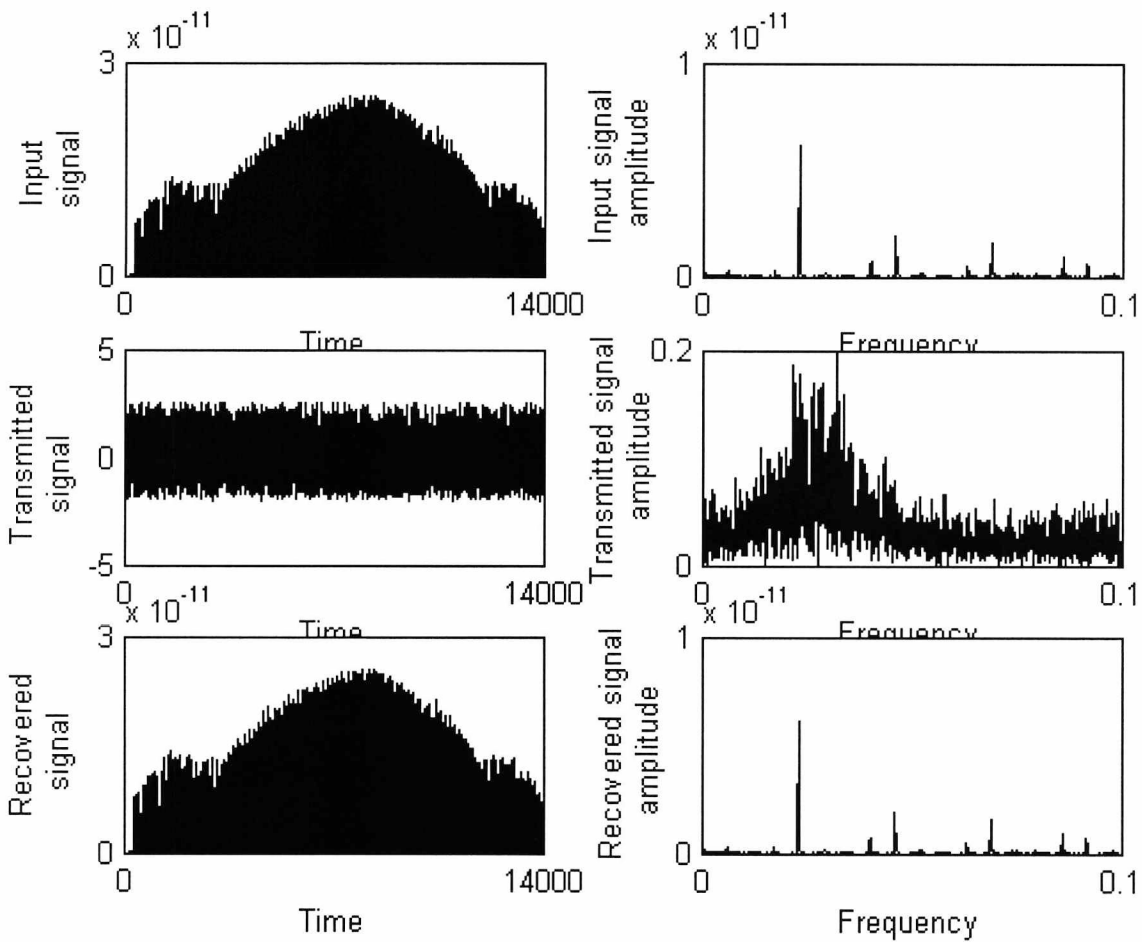 x 10^-11
3
Input
signal
0
0
14000
Time
x 10^-11
1
Input signal
amplitude
0
0
0.1
Frequency
5
Transmitted
signal
0
-5
0
14000
Time
0.2
Transmitted signal
amplitude
0
0
0.1
Frequency
x 10^-11
3
Recovered
signal
0
0
14000
Time
x 10^-11
1
Recovered signal
amplitude
0
0
0.1
Frequency